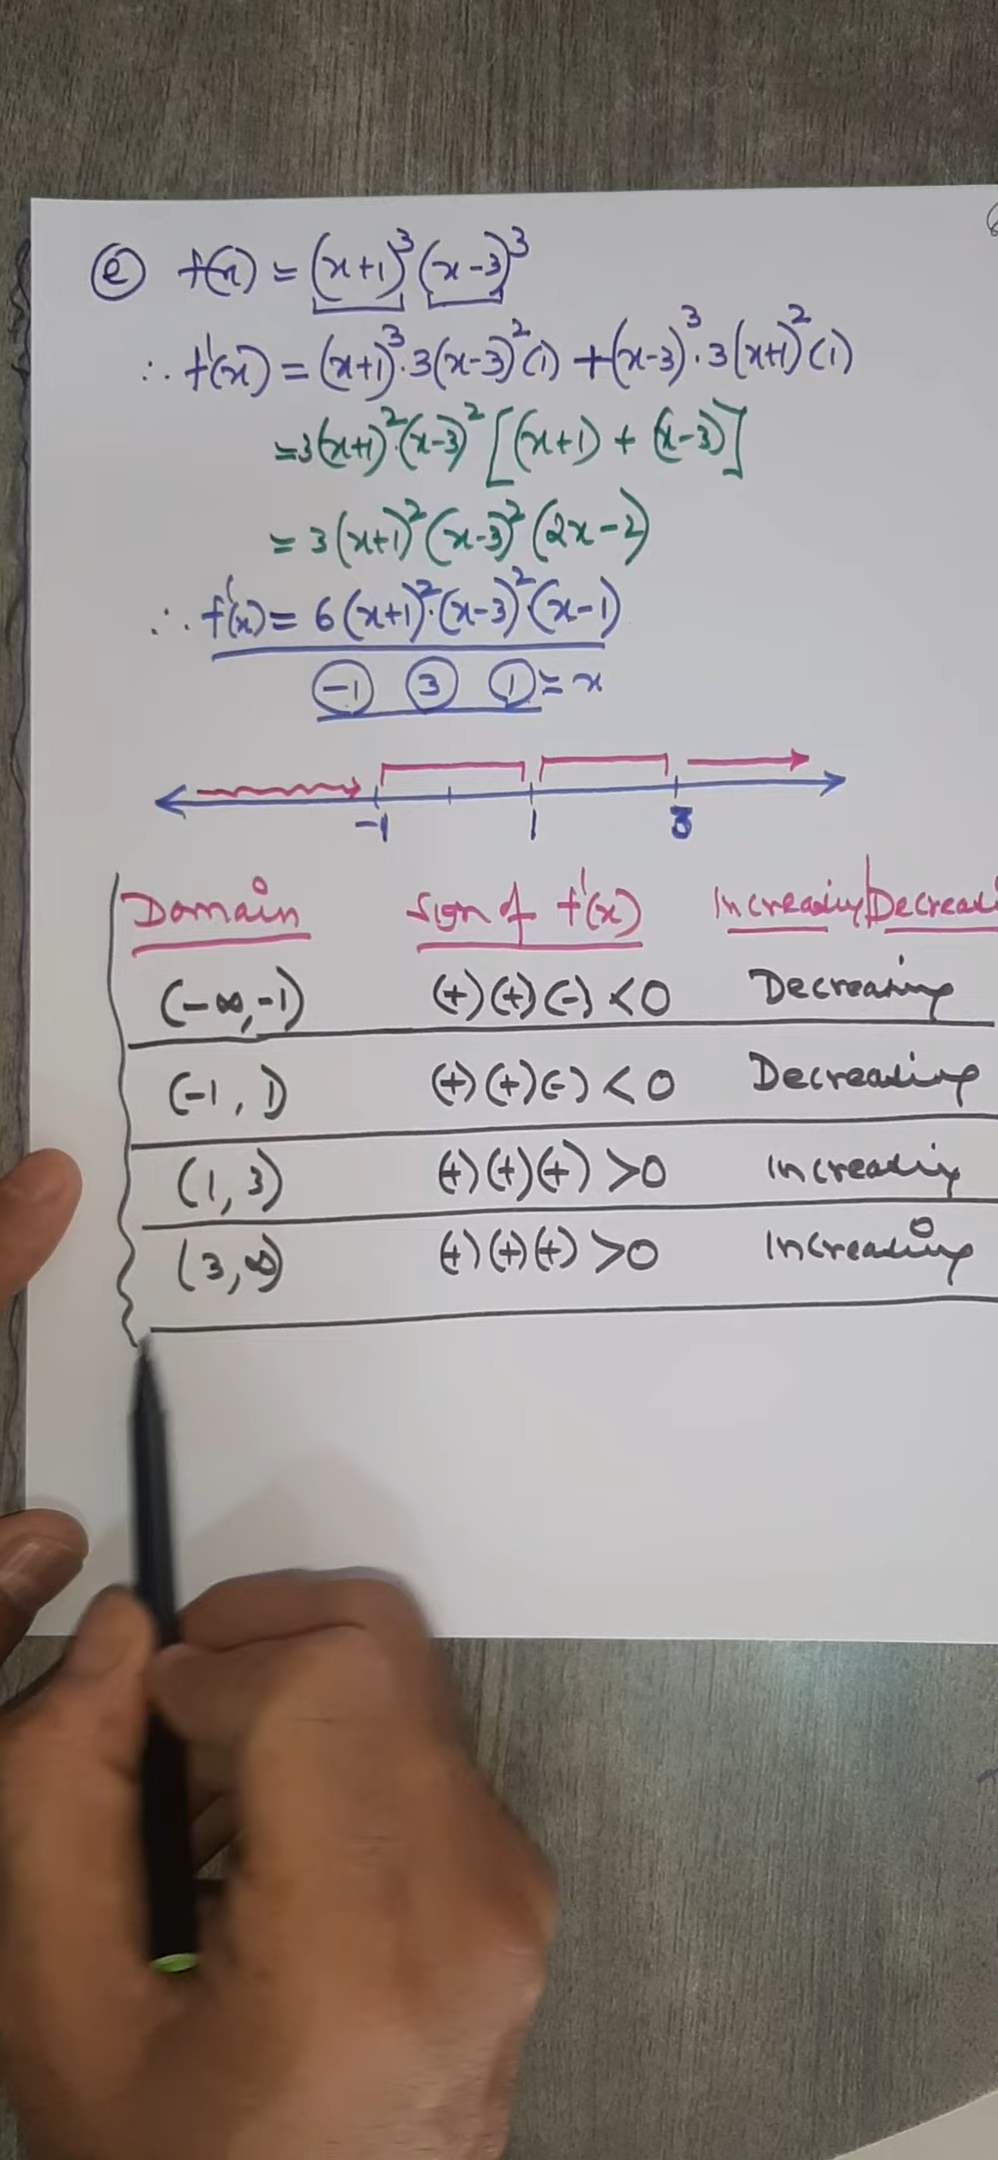 ⓔ f(x) = (x+1)³ (x-3)³
∴ f'(x) = (x+1)³·3(x-3)²(1) + (x-3)³·3(x+1)²(1)
= 3(x+1)²(x-3)² [(x+1) + (x-3)]
= 3(x+1)² (x-3)² (2x-2)
∴ f'(x) = 6(x+1)²·(x-3)²·(x-1)
-1 3 1 = x
-1 1 3
Domain Sign of f'(x) Increasing/Decreasi
(-∞,-1) (+)(+)(-) <0 Decreasing
(-1, 1) (+)(+)(-) <0 Decreasing
(1, 3) (+)(+)(+) >0 Increasing
(3, ∞) (+)(+)(+) >0 Increasing